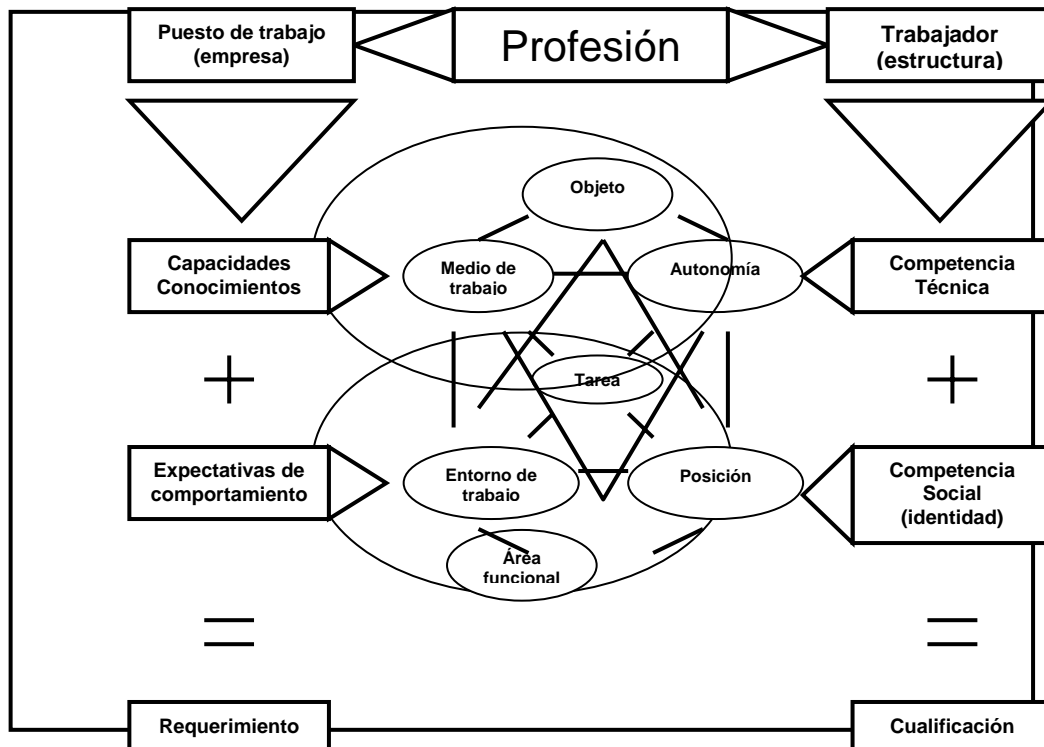 Puesto de trabajo
(empresa)
Profesión
Trabajador
(estructura)
Objeto
Capacidades
Conocimientos
Medio de
trabajo
Autonomía
Competencia
Técnica
+
Tarea
+
Expectativas de
comportamiento
Entorno de
trabajo
Posición
Competencia
Social
(identidad)
Área
funcional
=
=
Requerimiento
Cualificación